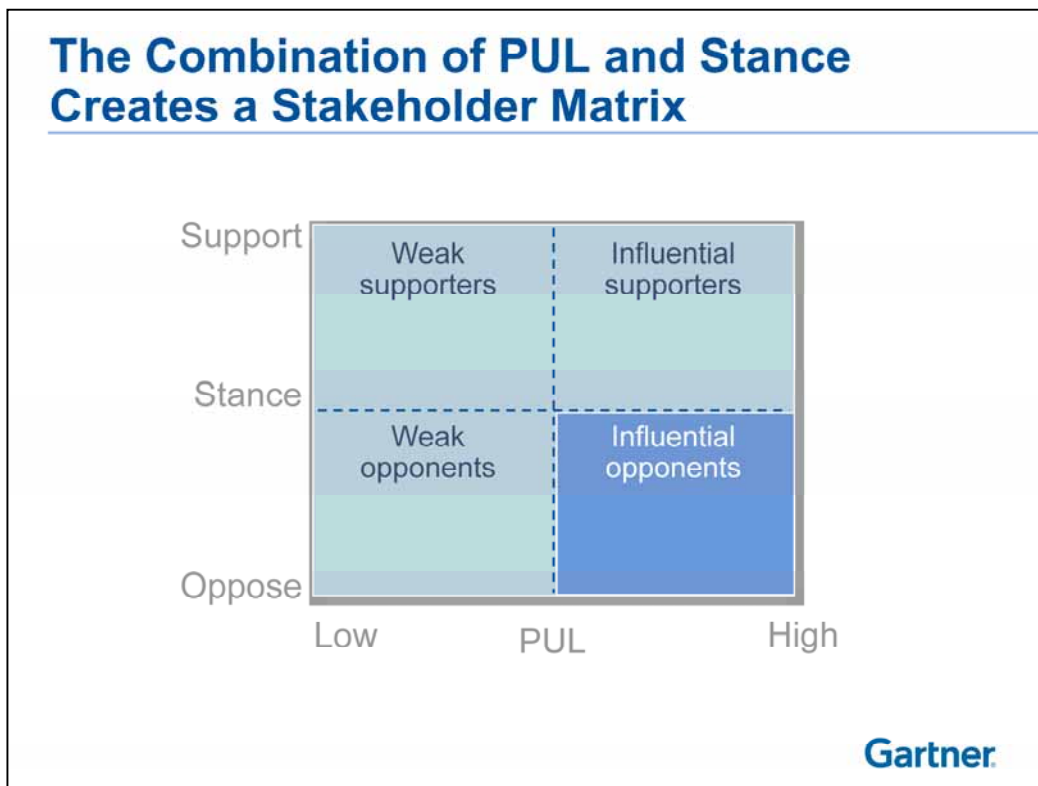 The Combination of PUL and Stance
Creates a Stakeholder Matrix
Support
Weak
supporters
Influential
supporters
Stance
Weak
opponents
Influential
opponents
Oppose
Low
PUL
High
Gartner